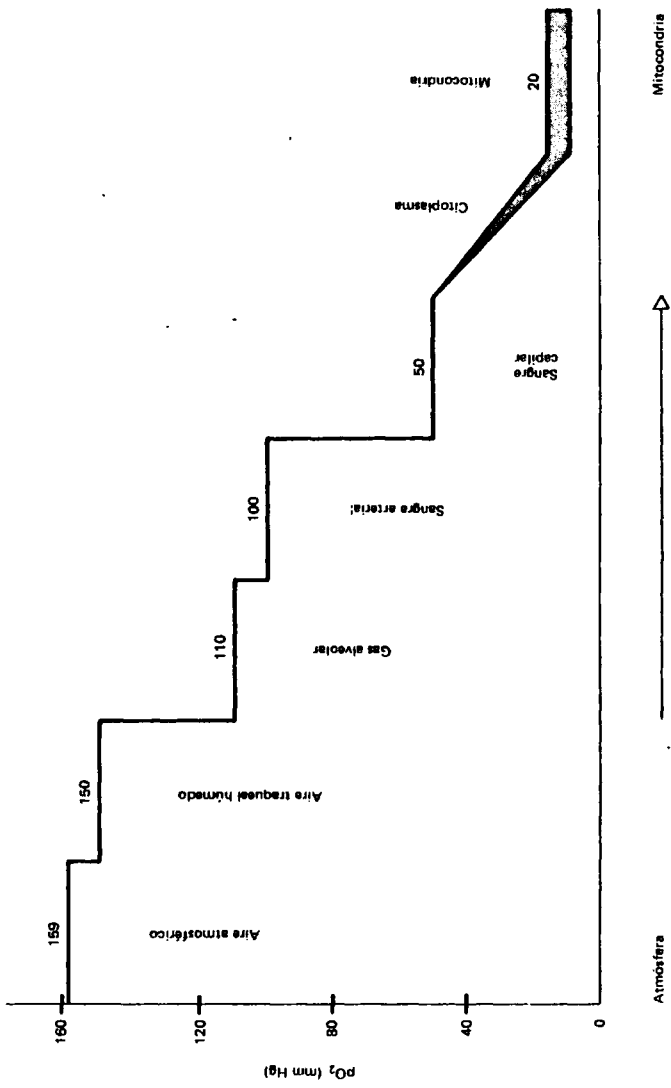 pO₂ (mm Hg)
160
120
80
40
0
159
Aire atmosférico
150
Aire traqueal húmado
110
Gas alveolar
100
Sangre arterial
50
Sangre
capilar
Citoplasma
20
Mitocondria
Atmósfera
Mitocondria